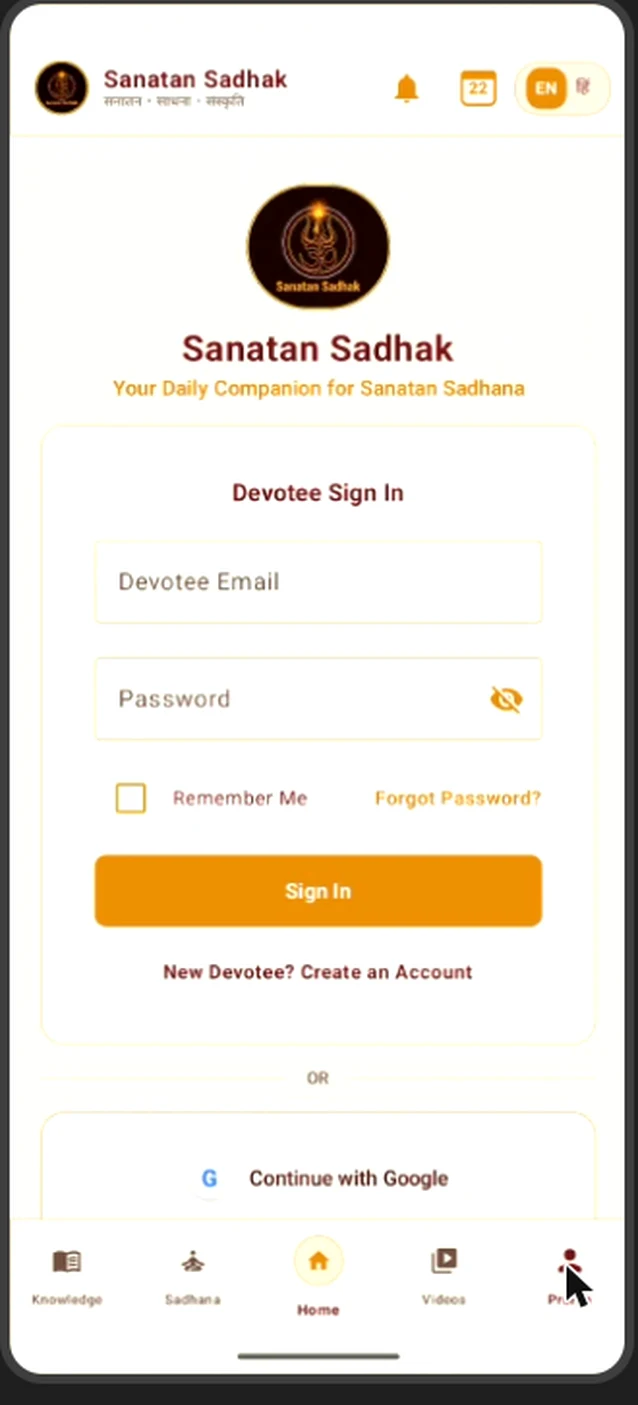 Sanatan Sadhak
सनातन • साधना • संस्कृति
22
EN
हिं
Sanatan Sadhak
Sanatan Sadhak
Your Daily Companion for Sanatan Sadhana
Devotee Sign In
Devotee Email
Password
Remember Me
Forgot Password?
Sign In
New Devotee? Create an Account
OR
G
Continue with Google
Knowledge
Sadhana
Home
Videos